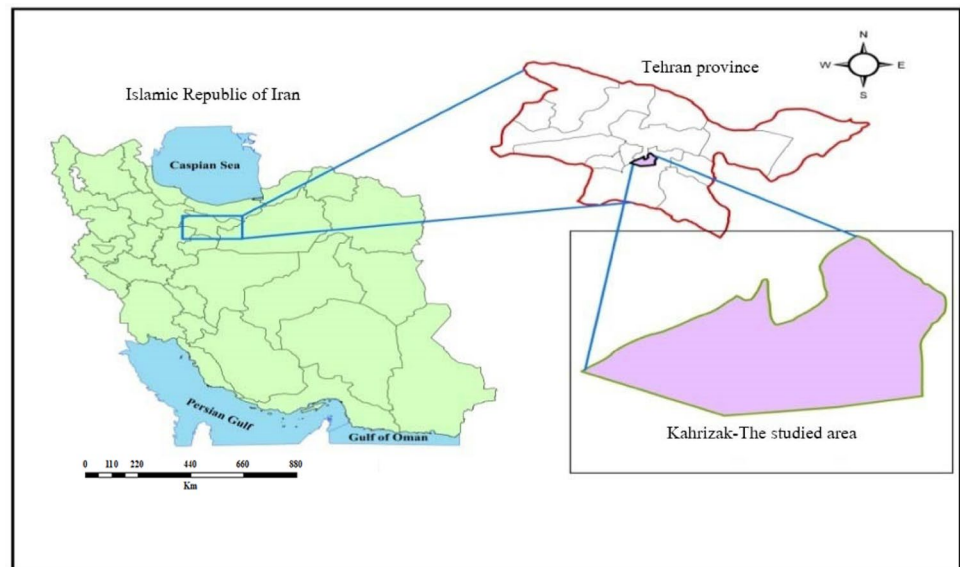 Islamic Republic of Iran
Tehran province
N
W E
S
Caspian Sea
Persian Gulf
Gulf of Oman
Kahrizak-The studied area
0 110 220 440 660 880
Km